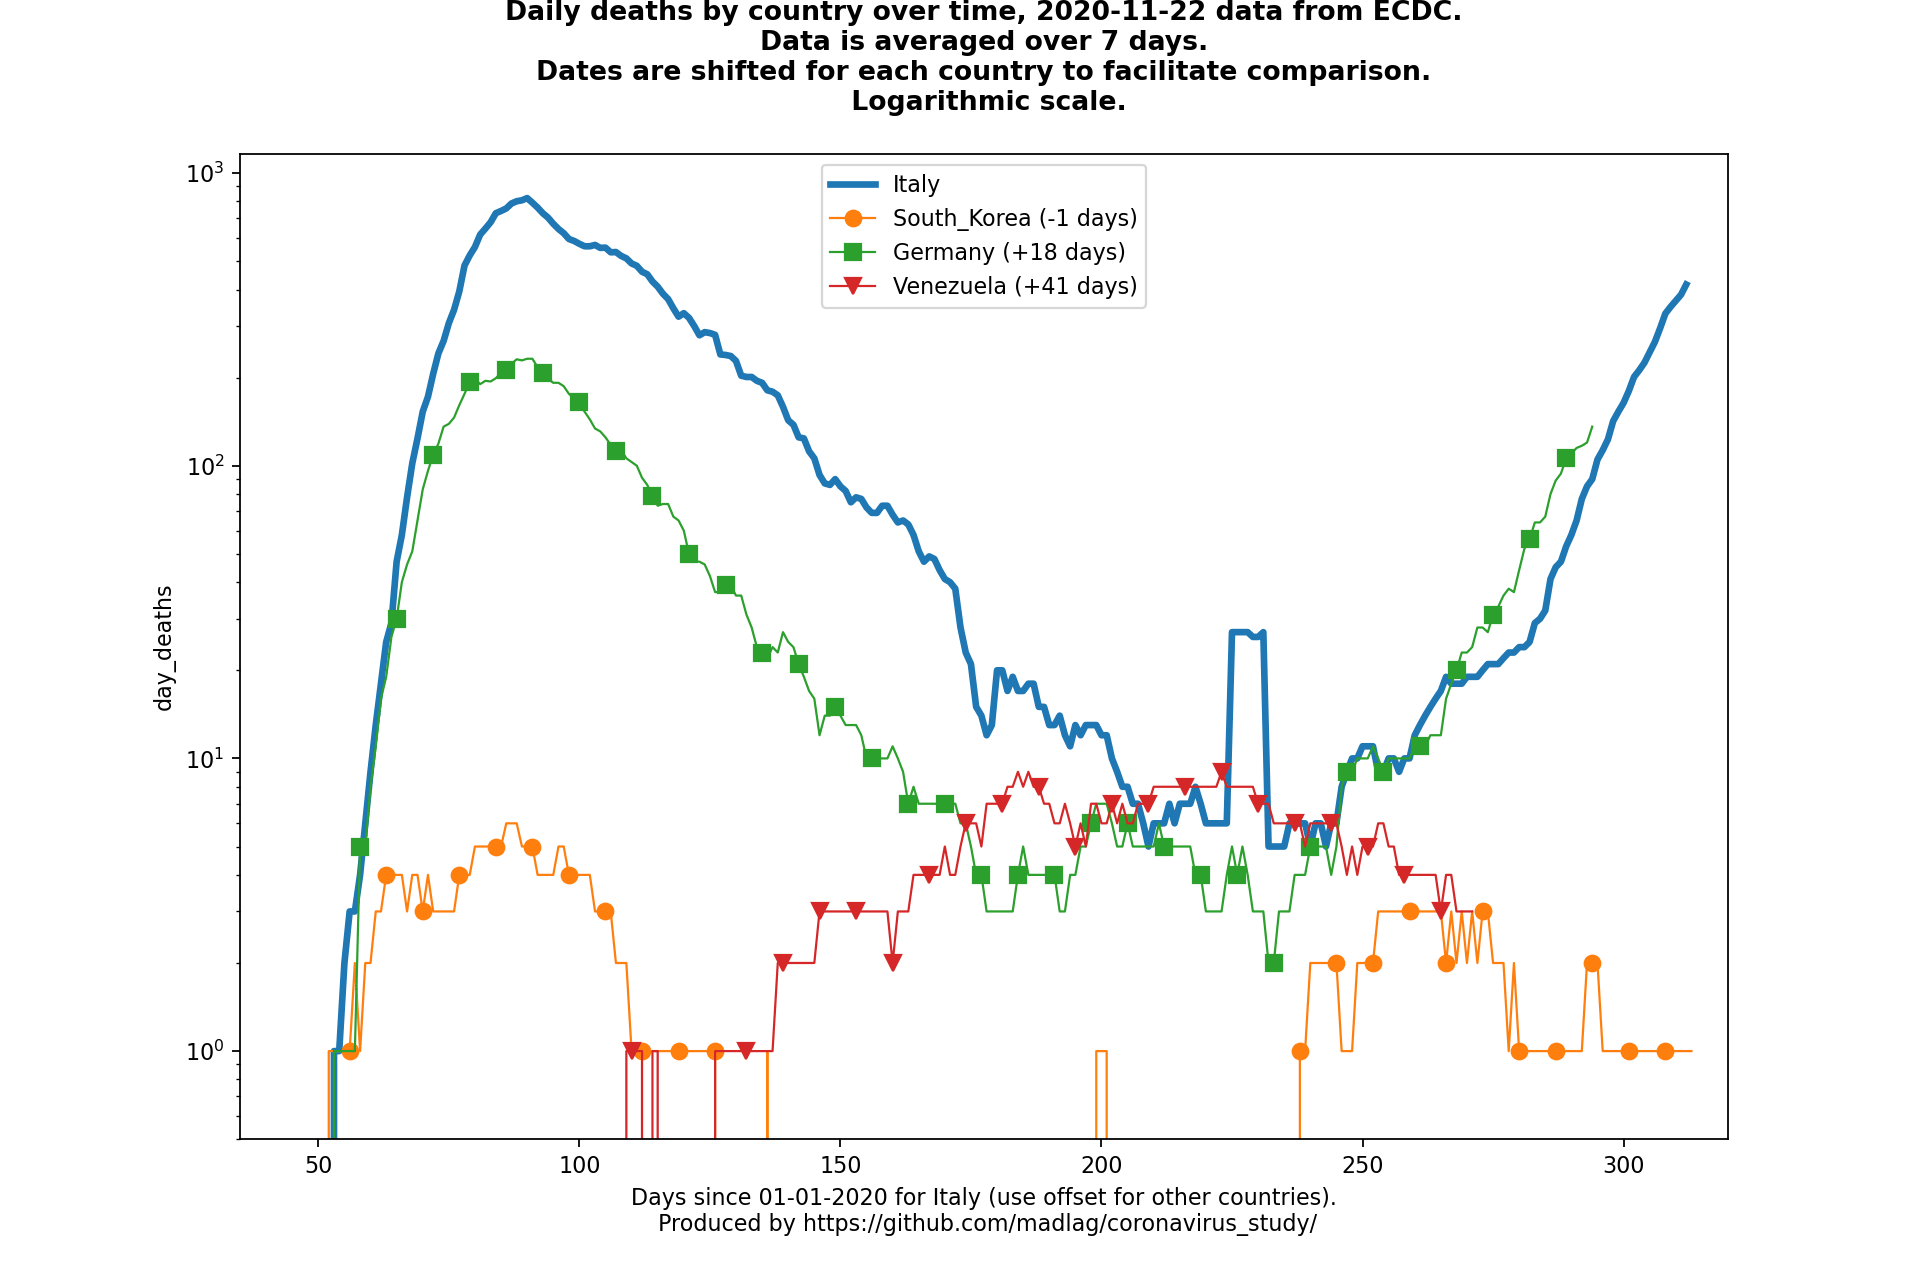 Daily deaths by country over time, 2020-11-22 data from ECDC.
Data is averaged over 7 days.
Dates are shifted for each country to facilitate comparison.
Logarithmic scale.
10³
Italy
South_Korea (-1 days)
Germany (+18 days)
Venezuela (+41 days)
10²
day_deaths
10¹
10⁰
50 100 150 200 250 300
Days since 01-01-2020 for Italy (use offset for other countries).
Produced by https://github.com/madlag/coronavirus_study/